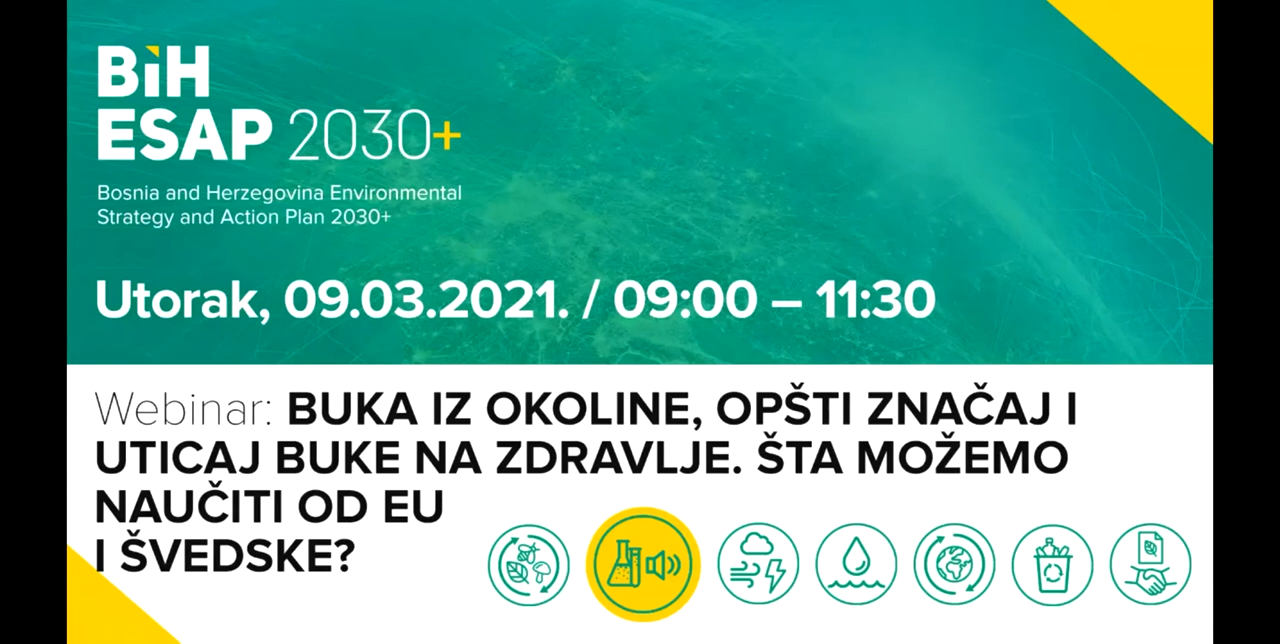 BiH
ESAP 2030+
Bosnia and Herzegovina Environmental
Strategy and Action Plan 2030+
Utorak, 09.03.2021. / 09:00 – 11:30
Webinar: BUKA IZ OKOLINE, OPŠTI ZNAČAJ I
UTICAJ BUKE NA ZDRAVLJE. ŠTA MOŽEMO
NAUČITI OD EU
I ŠVEDSKE?